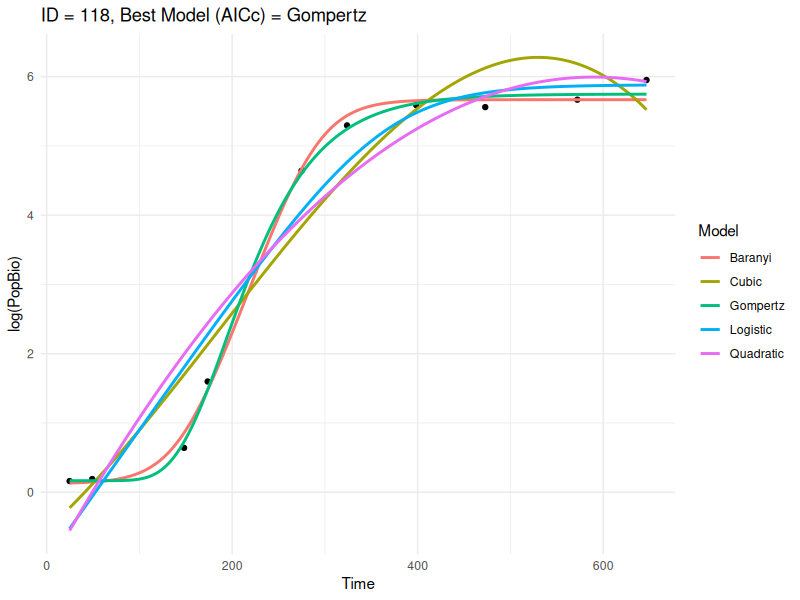 ID = 118, Best Model (AICc) = Gompertz
log(PopBio)
6
4
2
0
0
200
400
600
Time
Model
Baranyi
Cubic
Gompertz
Logistic
Quadratic